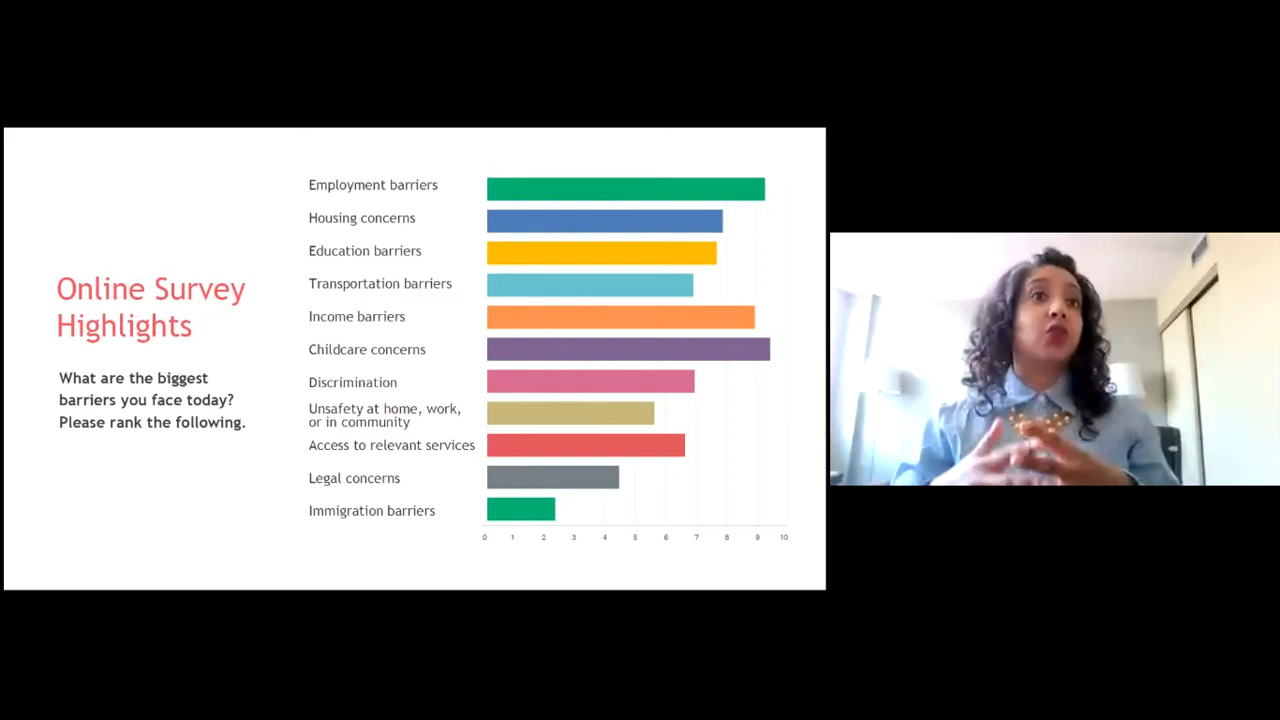 Online Survey
Highlights
What are the biggest
barriers you face today?
Please rank the following.
Employment barriers
Housing concerns
Education barriers
Transportation barriers
Income barriers
Childcare concerns
Discrimination
Unsafety at home, work,
or in community
Access to relevant services
Legal concerns
Immigration barriers
0 1 2 3 4 5 6 7 8 9 10